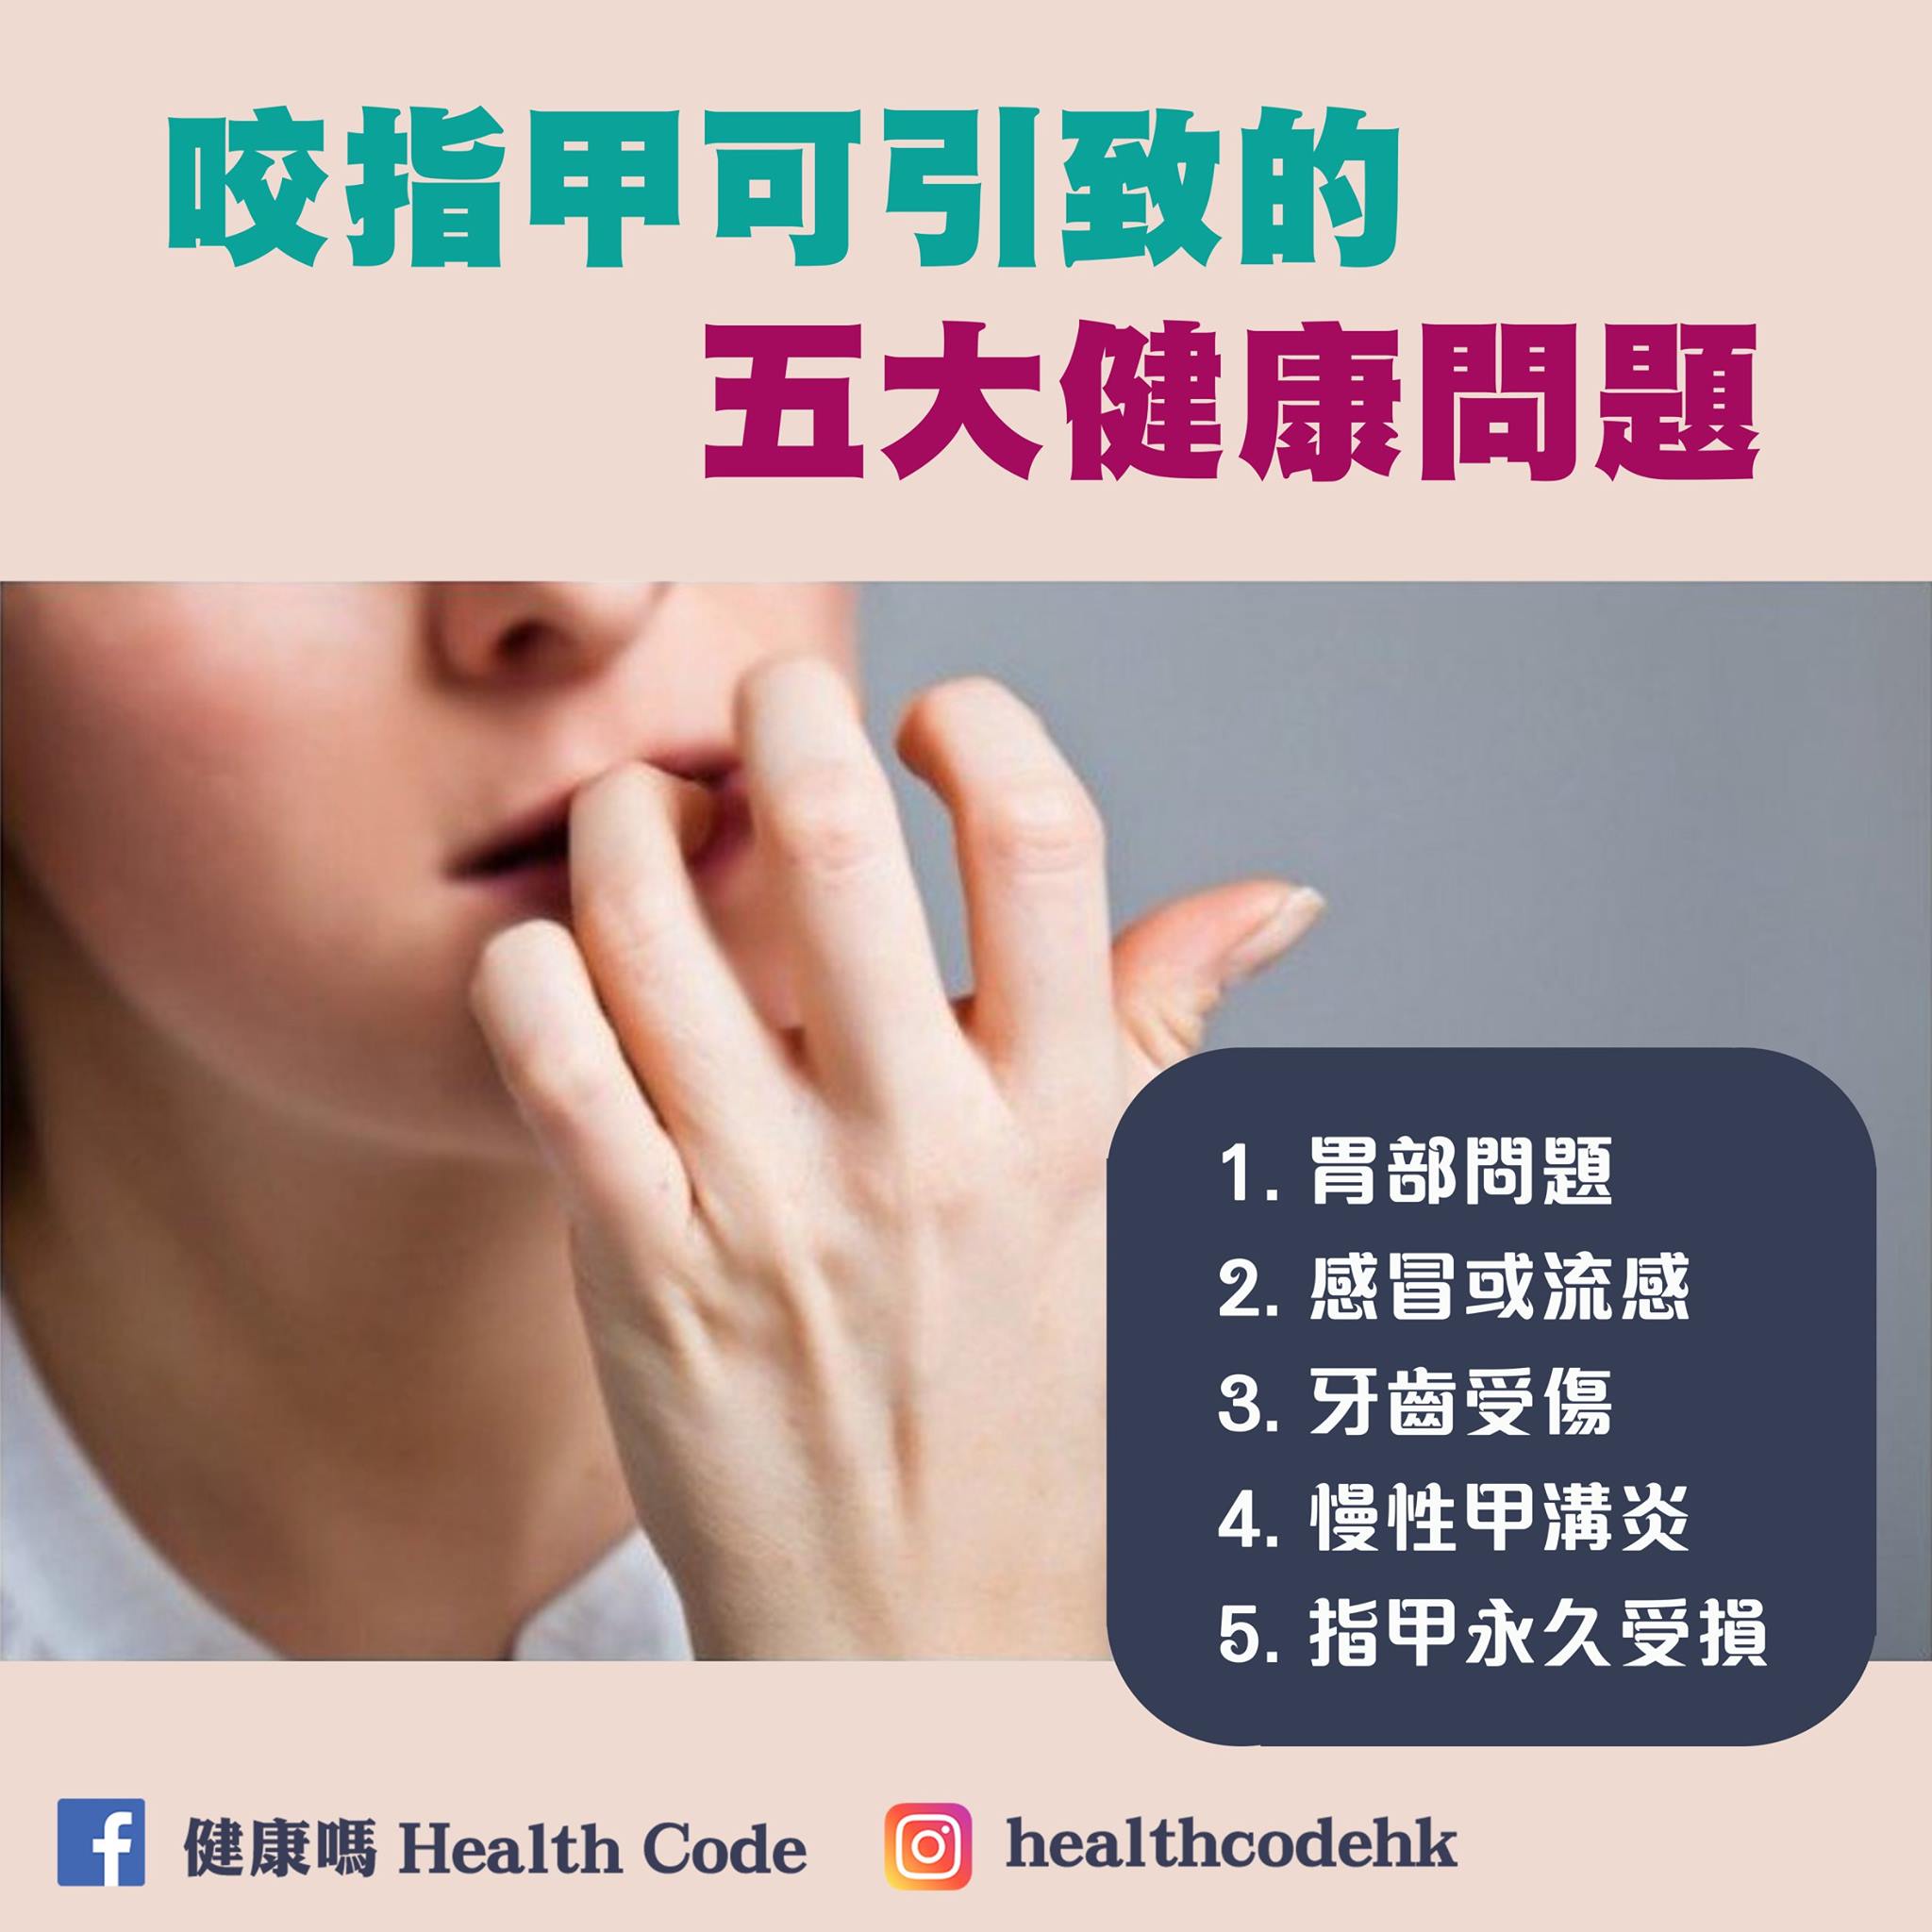 咬指甲可引致的
五大健康問題
1. 胃部問題
2. 感冒或流感
3. 牙齒受傷
4. 慢性甲溝炎
5. 指甲永久受損
健康嗎 Health Code
healthcodehk